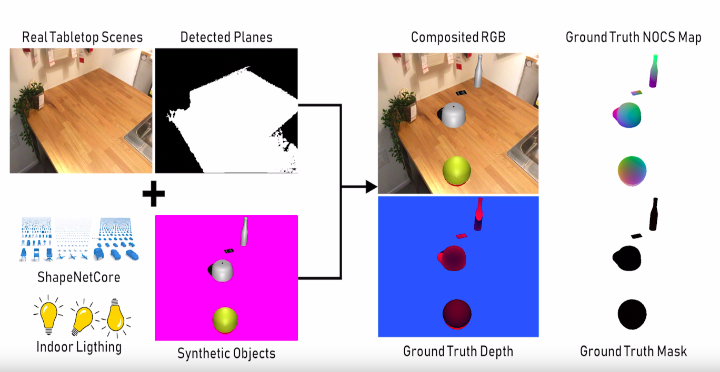 Real Tabletop Scenes
Detected Planes
Composited RGB
Ground Truth NOCS Map
ShapeNetCore
Indoor Ligthing
Synthetic Objects
Ground Truth Depth
Ground Truth Mask